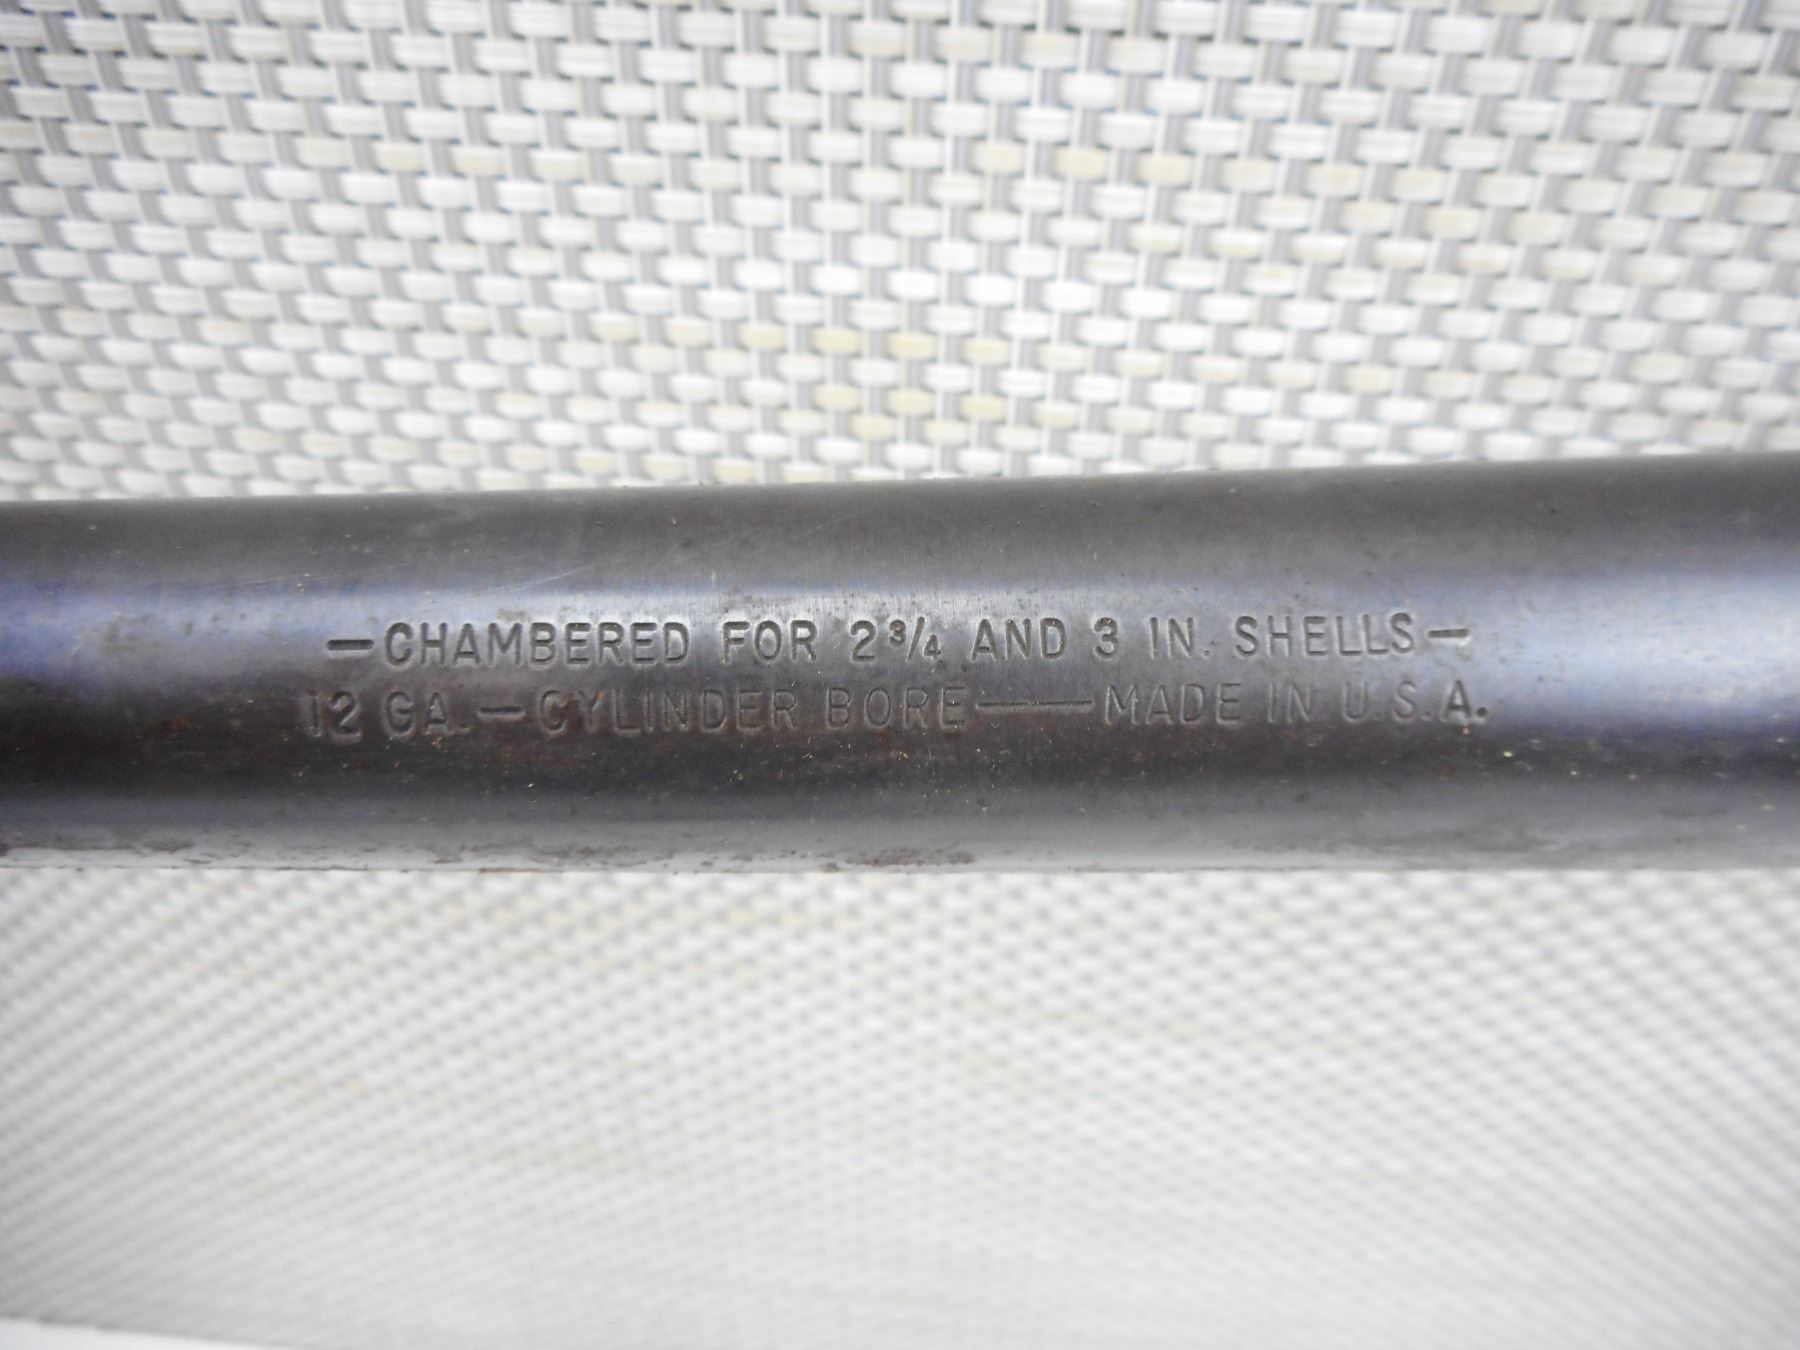 —CHAMBERED FOR 2¾ AND 3 IN. SHELLS—
12 GA.—CYLINDER BORE——MADE IN U.S.A.